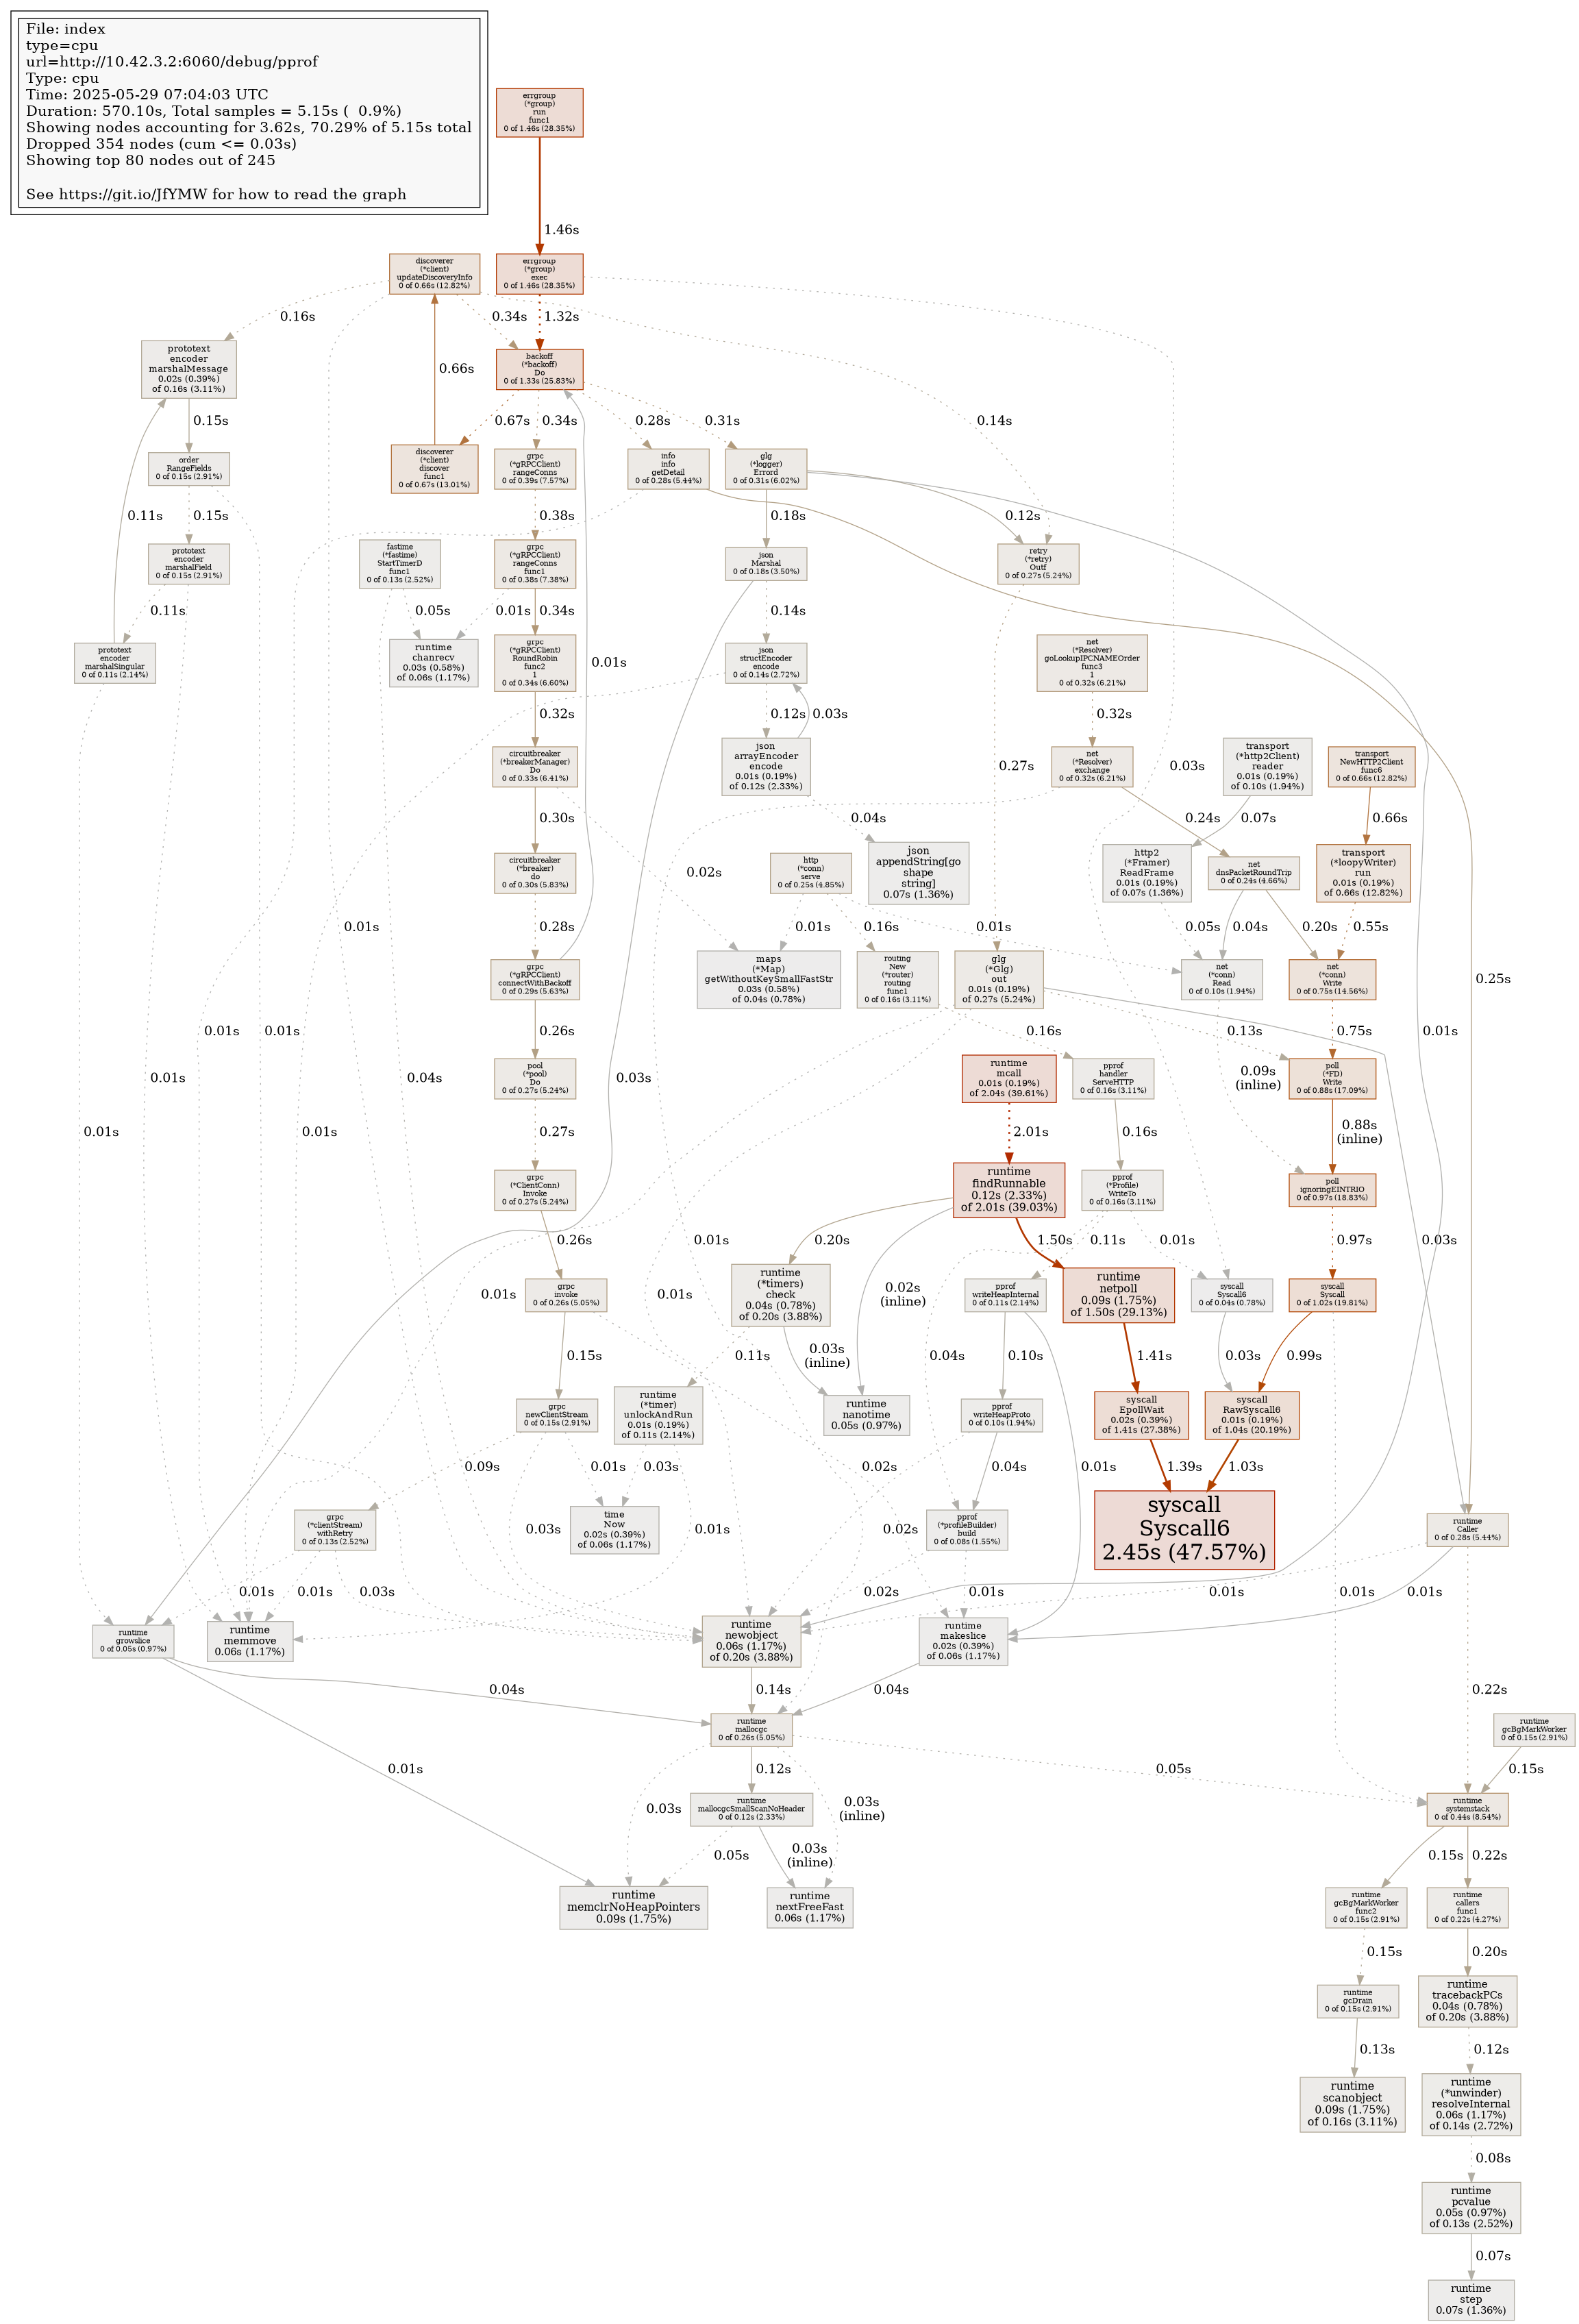 File: index
type=cpu
url=http://10.42.3.2:6060/debug/pprof
Type: cpu
Time: 2025-05-29 07:04:03 UTC
Duration: 570.10s, Total samples = 5.15s ( 0.9%)
Showing nodes accounting for 3.62s, 70.29% of 5.15s total
Dropped 354 nodes (cum <= 0.03s)
Showing top 80 nodes out of 245
See https://git.io/JfYMW for how to read the graph
errgroup
(*group)
run
func1
0 of 1.46s (28.35%)
1.46s
discoverer
(*client)
updateDiscoveryInfo
0 of 0.66s (12.82%)
errgroup
(*group)
exec
0 of 1.46s (28.35%)
0.16s
0.34s
1.32s
prototext
encoder
marshalMessage
0.02s (0.39%)
of 0.16s (3.11%)
0.66s
backoff
(*backoff)
Do
0 of 1.33s (25.83%)
0.15s
0.67s
0.34s
0.28s
0.31s
0.14s
order
RangeFields
0 of 0.15s (2.91%)
discoverer
(*client)
discover
func1
0 of 0.67s (13.01%)
grpc
(*gRPCClient)
rangeConns
0 of 0.39s (7.57%)
info
info
getDetail
0 of 0.28s (5.44%)
glg
(*logger)
Errord
0 of 0.31s (6.02%)
0.11s
0.15s
0.38s
0.18s
0.12s
prototext
encoder
marshalField
0 of 0.15s (2.91%)
fastime
(*fastime)
StartTimerD
func1
0 of 0.13s (2.52%)
grpc
(*gRPCClient)
rangeConns
func1
0 of 0.38s (7.38%)
json
Marshal
0 of 0.18s (3.50%)
retry
(*retry)
Outf
0 of 0.27s (5.24%)
0.11s
0.05s
0.01s
0.34s
0.14s
prototext
encoder
marshalSingular
0 of 0.11s (2.14%)
runtime
chanrecv
0.03s (0.58%)
of 0.06s (1.17%)
grpc
(*gRPCClient)
RoundRobin
func2
1
0 of 0.34s (6.60%)
0.01s
json
structEncoder
encode
0 of 0.14s (2.72%)
net
(*Resolver)
goLookupIPCNAMEOrder
func3
1
0 of 0.32s (6.21%)
0.32s
0.12s
0.03s
0.32s
circuitbreaker
(*breakerManager)
Do
0 of 0.33s (6.41%)
json
arrayEncoder
encode
0.01s (0.19%)
of 0.12s (2.33%)
0.27s
net
(*Resolver)
exchange
0 of 0.32s (6.21%)
0.03s
transport
(*http2Client)
reader
0.01s (0.19%)
of 0.10s (1.94%)
transport
NewHTTP2Client
func6
0 of 0.66s (12.82%)
0.30s
0.04s
0.24s
0.07s
0.66s
circuitbreaker
(*breaker)
do
0 of 0.30s (5.83%)
0.02s
http
(*conn)
serve
0 of 0.25s (4.85%)
json
appendString[go
shape
string]
0.07s (1.36%)
http2
(*Framer)
ReadFrame
0.01s (0.19%)
of 0.07s (1.36%)
net
dnsPacketRoundTrip
0 of 0.24s (4.66%)
transport
(*loopyWriter)
run
0.01s (0.19%)
of 0.66s (12.82%)
0.01s
0.28s
0.01s
0.16s
0.01s
0.05s
0.04s
0.20s
0.55s
grpc
(*gRPCClient)
connectWithBackoff
0 of 0.29s (5.63%)
maps
(*Map)
getWithoutKeySmallFastStr
0.03s (0.58%)
of 0.04s (0.78%)
routing
New
(*router)
routing
func1
0 of 0.16s (3.11%)
glg
(*Glg)
out
0.01s (0.19%)
of 0.27s (5.24%)
net
(*conn)
Read
0 of 0.10s (1.94%)
net
(*conn)
Write
0 of 0.75s (14.56%)
0.25s
0.01s
0.01s
0.01s
0.26s
0.16s
0.13s
0.75s
0.01s
0.04s
pool
(*pool)
Do
0 of 0.27s (5.24%)
0.03s
runtime
mcall
0.01s (0.19%)
of 2.04s (39.61%)
pprof
handler
ServeHTTP
0 of 0.16s (3.11%)
0.09s
(inline)
poll
(*FD)
Write
0 of 0.88s (17.09%)
0.01s
0.01s
0.27s
2.01s
0.16s
0.88s
(inline)
grpc
(*ClientConn)
Invoke
0 of 0.27s (5.24%)
runtime
findRunnable
0.12s (2.33%)
of 2.01s (39.03%)
pprof
(*Profile)
WriteTo
0 of 0.16s (3.11%)
poll
ignoringEINTRIO
0 of 0.97s (18.83%)
0.26s
0.01s
0.20s
1.50s
0.11s
0.01s
0.97s
0.03s
0.01s
grpc
invoke
0 of 0.26s (5.05%)
0.01s
runtime
(*timers)
check
0.04s (0.78%)
of 0.20s (3.88%)
0.02s
(inline)
pprof
writeHeapInternal
0 of 0.11s (2.14%)
runtime
netpoll
0.09s (1.75%)
of 1.50s (29.13%)
syscall
Syscall6
0 of 0.04s (0.78%)
syscall
Syscall
0 of 1.02s (19.81%)
0.15s
0.11s
0.03s
(inline)
0.04s
0.10s
1.41s
0.03s
0.99s
grpc
newClientStream
0 of 0.15s (2.91%)
runtime
(*timer)
unlockAndRun
0.01s (0.19%)
of 0.11s (2.14%)
runtime
nanotime
0.05s (0.97%)
pprof
writeHeapProto
0 of 0.10s (1.94%)
syscall
EpollWait
0.02s (0.39%)
of 1.41s (27.38%)
syscall
RawSyscall6
0.01s (0.19%)
of 1.04s (20.19%)
0.09s
0.01s
0.03s
0.02s
0.04s
0.01s
1.39s
1.03s
grpc
(*clientStream)
withRetry
0 of 0.13s (2.52%)
0.03s
time
Now
0.02s (0.39%)
of 0.06s (1.17%)
0.01s
0.02s
pprof
(*profileBuilder)
build
0 of 0.08s (1.55%)
syscall
Syscall6
2.45s (47.57%)
runtime
Caller
0 of 0.28s (5.44%)
0.01s
0.01s
0.03s
0.02s
0.01s
0.01s
0.01s
0.01s
runtime
growslice
0 of 0.05s (0.97%)
runtime
memmove
0.06s (1.17%)
runtime
newobject
0.06s (1.17%)
of 0.20s (3.88%)
runtime
makeslice
0.02s (0.39%)
of 0.06s (1.17%)
0.04s
0.14s
0.04s
0.22s
runtime
mallocgc
0 of 0.26s (5.05%)
runtime
gcBgMarkWorker
0 of 0.15s (2.91%)
0.01s
0.12s
0.05s
0.15s
0.03s
runtime
mallocgcSmallScanNoHeader
0 of 0.12s (2.33%)
0.03s
(inline)
runtime
systemstack
0 of 0.44s (8.54%)
0.05s
0.03s
(inline)
0.15s
0.22s
runtime
memclrNoHeapPointers
0.09s (1.75%)
runtime
nextFreeFast
0.06s (1.17%)
runtime
gcBgMarkWorker
func2
0 of 0.15s (2.91%)
runtime
callers
func1
0 of 0.22s (4.27%)
0.15s
0.20s
runtime
gcDrain
0 of 0.15s (2.91%)
runtime
tracebackPCs
0.04s (0.78%)
of 0.20s (3.88%)
0.13s
0.12s
runtime
scanobject
0.09s (1.75%)
of 0.16s (3.11%)
runtime
(*unwinder)
resolveInternal
0.06s (1.17%)
of 0.14s (2.72%)
0.08s
runtime
pcvalue
0.05s (0.97%)
of 0.13s (2.52%)
0.07s
runtime
step
0.07s (1.36%)